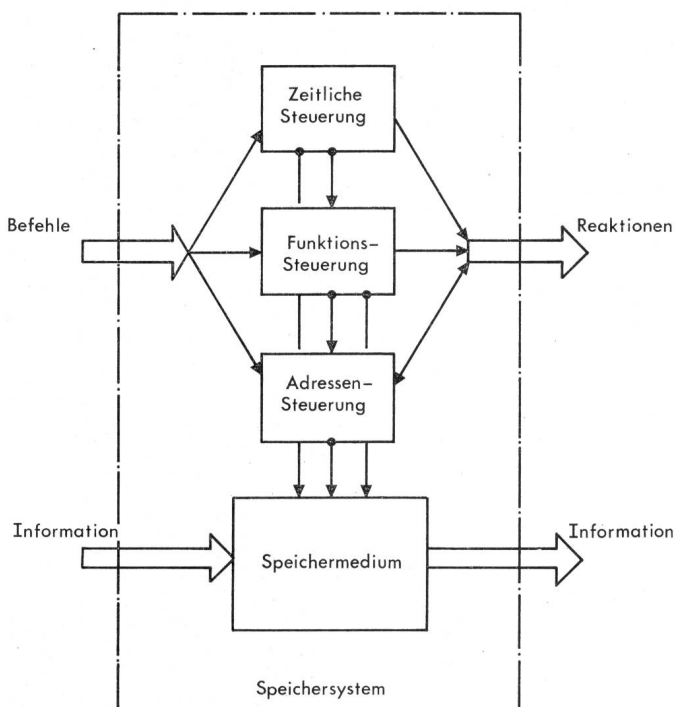 Zeitliche
Steuerung
Befehle
Funktions-
Steuerung
Reaktionen
Adressen-
Steuerung
Information
Speichermedium
Information
Speichersystem